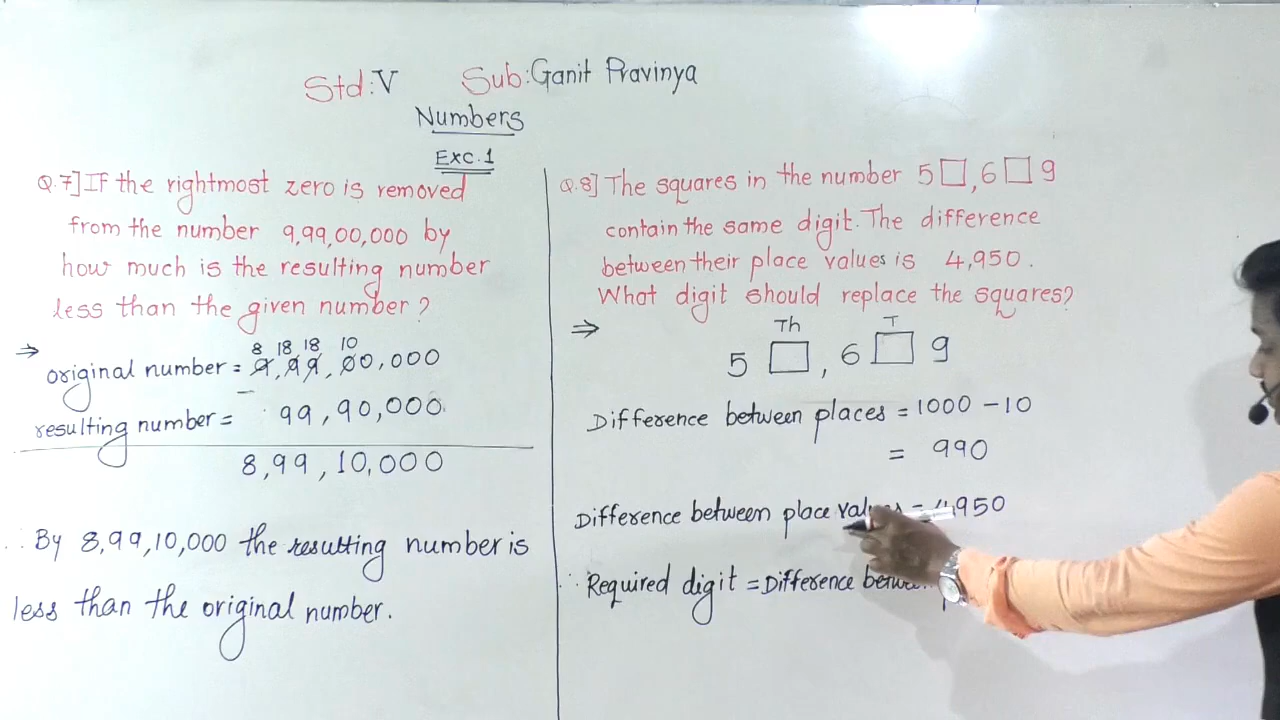 Std:V Sub:Ganit Pravinya
Numbers
Exc.1
Q.7] If the rightmost zero is removed
from the number 9,99,00,000 by
how much is the resulting number
less than the given number?
⇒
8 18 18 10
original number = 9,99,00,000
−
resulting number = 99,90,000
8,99,10,000
∴ By 8,99,10,000 the resulting number is
less than the original number.
Q.8] The squares in the number 5□,6□9
contain the same digit. The difference
between their place values is 4,950.
What digit should replace the squares?
⇒ Th T
5□,6□9
Difference between places = 1000 - 10
= 990
Difference between place values = 4,950
∴ Required digit = Difference